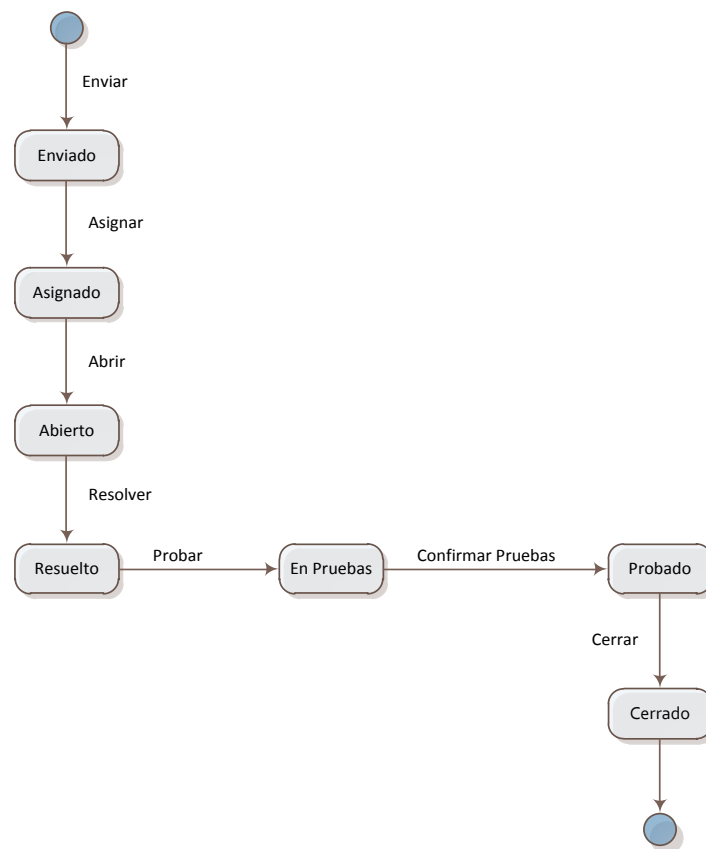 Enviar
Enviado
Asignar
Asignado
Abrir
Abierto
Resolver
Resuelto
Probar
En Pruebas
Confirmar Pruebas
Probado
Cerrar
Cerrado